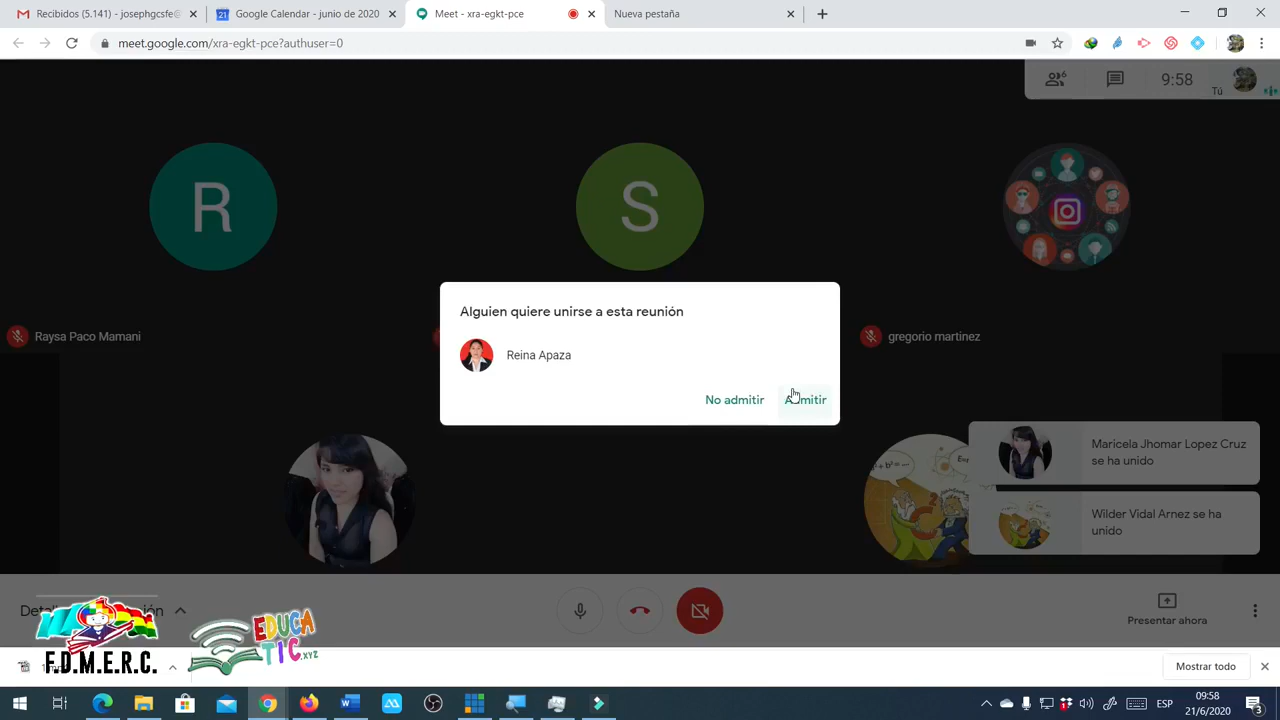 Recibidos (5.141) - josephgcsfe@
Google Calendar - junio de 2020
Meet - xra-egkt-pce
Nueva pestaña
meet.google.com/xra-egkt-pce?authuser=0
6
9:58
Tú
R
S
Alguien quiere unirse a esta reunión
Reina Apaza
No admitir
Admitir
Raysa Paco Mamani
gregorio martinez
Maricela Jhomar Lopez Cruz
se ha unido
Wilder Vidal Arnez se ha
unido
Presentar ahora
F.D.M.E.R.C.
EDUCA
TIC.xyz
Mostrar todo
ESP
09:58
21/6/2020
3